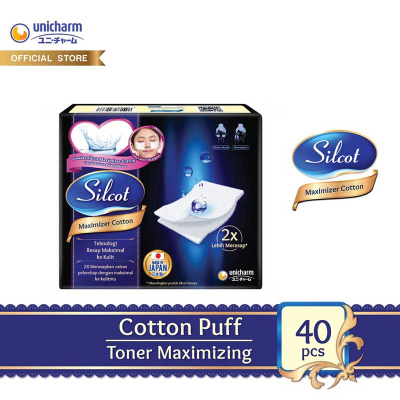 unicharm
ユニ・チャーム
OFFICIAL STORE
Silcot
Maximizer Cotton
Teknologi
Resap Maksimal
ke Kulit
2X Meresapkan cairan
pelembap dengan maksimal
ke kulitmu
2x
Lebih Meresap*
MADE IN
JAPAN
unicharm
ユニ・チャーム
Silcot
Maximizer Cotton
Cotton Puff
Toner Maximizing
40
pcs